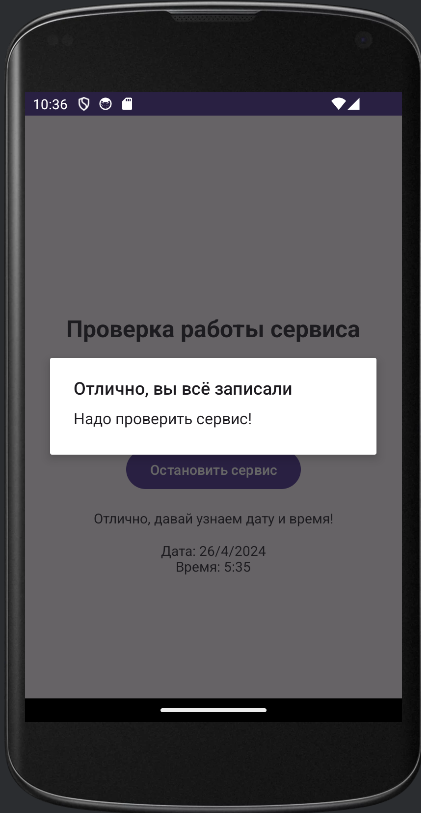 10:36
Проверка работы сервиса
Отлично, вы всё записали
Надо проверить сервис!
Остановить сервис
Отлично, давай узнаем дату и время!
Дата: 26/4/2024
Время: 5:35